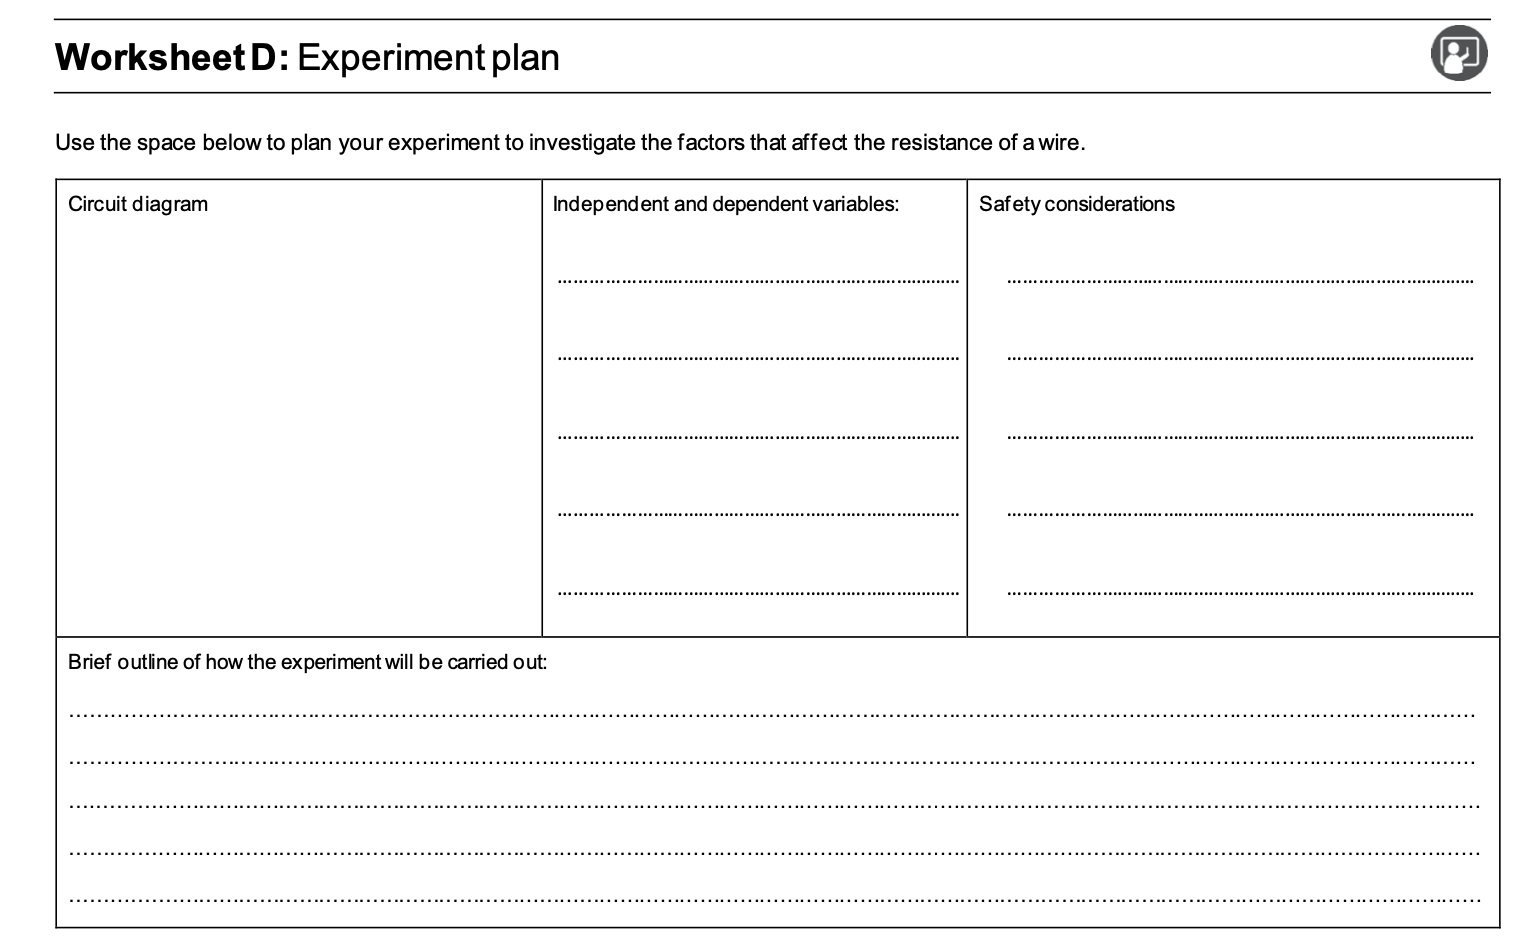 Worksheet D: Experiment plan
Use the space below to plan your experiment to investigate the factors that affect the resistance of a wire.
Circuit diagram
Independent and dependent variables:
Safety considerations
Brief outline of how the experiment will be carried out: